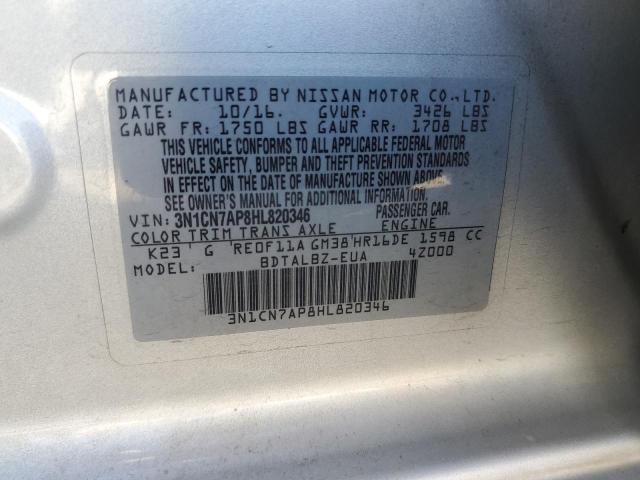 MANUFACTURED BY NISSAN MOTOR CO.,LTD.
DATE: 10/16. GVWR: 3426 LBS
GAWR FR: 1750 LBS GAWR RR: 1708 LBS
THIS VEHICLE CONFORMS TO ALL APPLICABLE FEDERAL MOTOR
VEHICLE SAFETY, BUMPER AND THEFT PREVENTION STANDARDS
IN EFFECT ON THE DATE OF MANUFACTURE SHOWN ABOVE.
SEE OWNER'S MANUAL FOR ADDITIONAL INFORMATION.
VIN: 3N1CN7AP8HL820346 PASSENGER CAR.
COLOR TRIM TRANS AXLE ENGINE
K23 G RE0F11A GM38 HR16DE 1598 CC
MODEL: BDTALBZ-EUA 4Z000
3N1CN7AP8HL820346